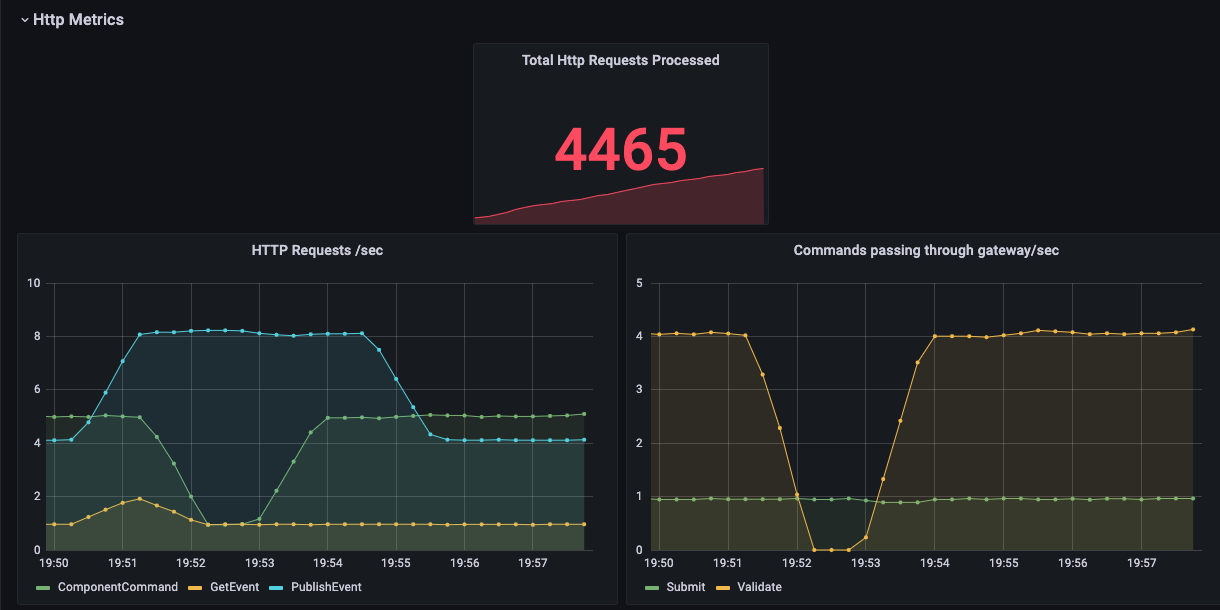 Http Metrics
Total Http Requests Processed
4465
HTTP Requests /sec
10
8
6
4
2
0
19:50 19:51 19:52 19:53 19:54 19:55 19:56 19:57
ComponentCommand GetEvent PublishEvent
Commands passing through gateway/sec
5
4
3
2
1
0
19:50 19:51 19:52 19:53 19:54 19:55 19:56 19:57
Submit Validate